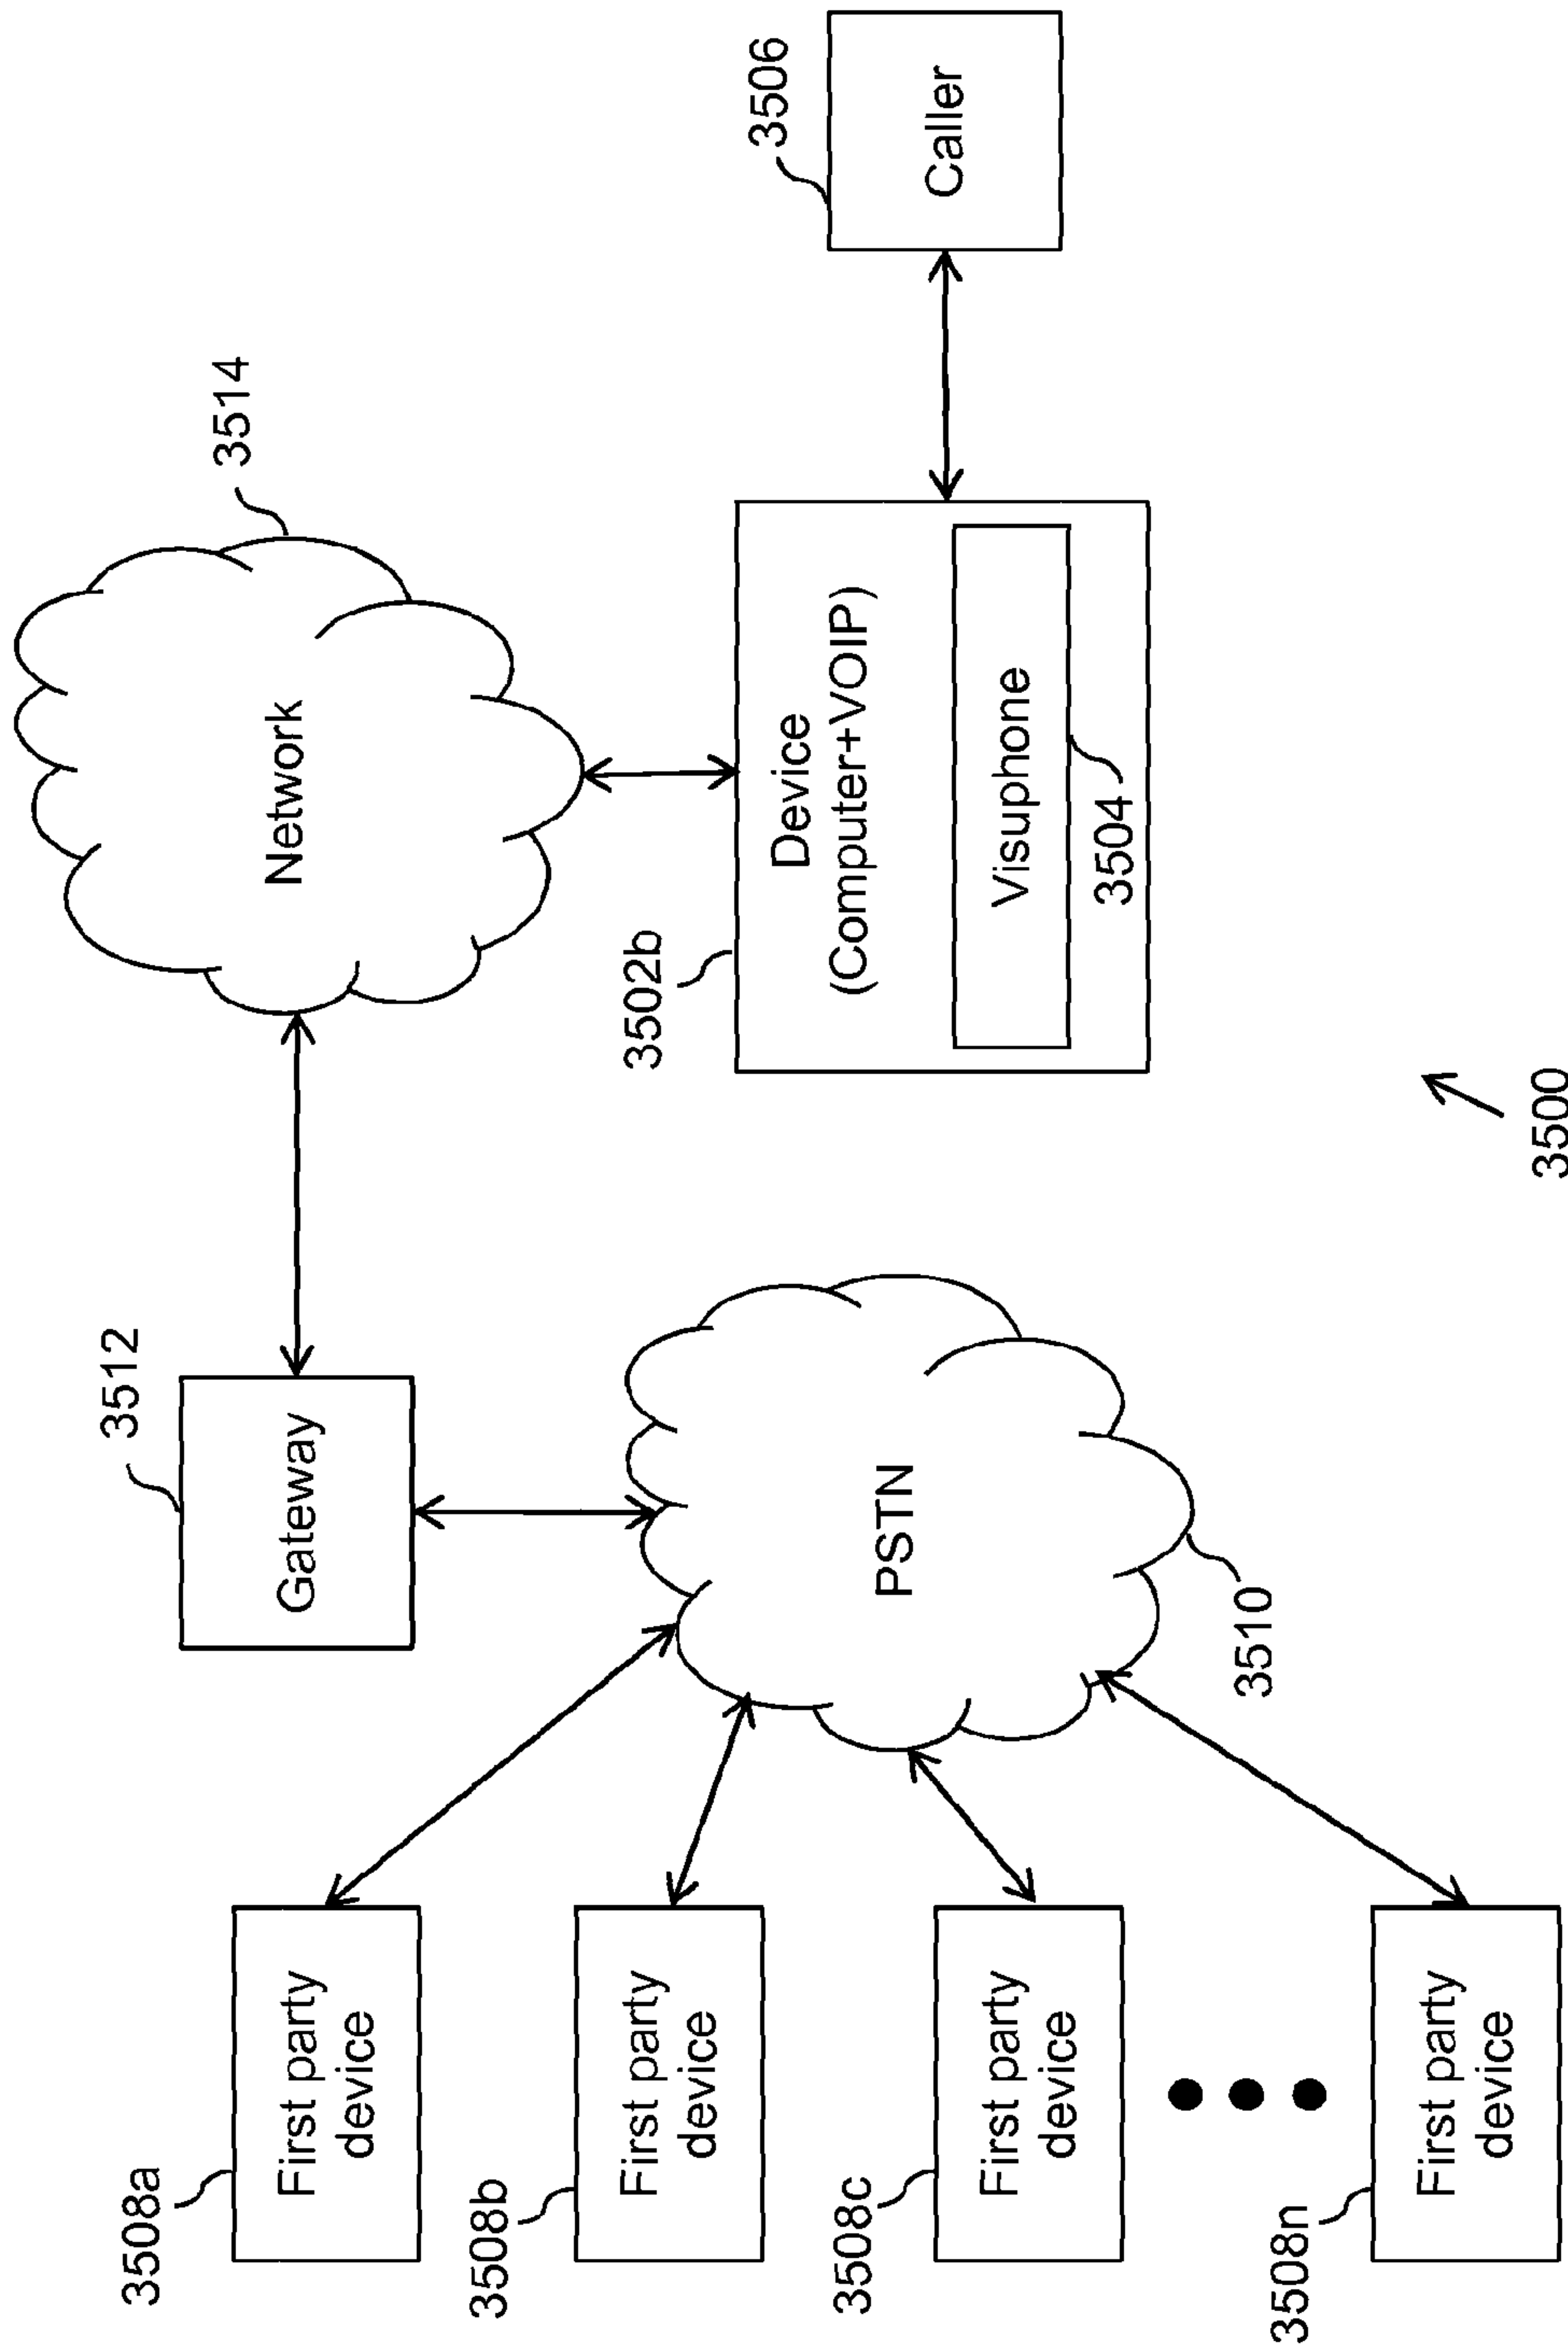 3508a
First party
device
3508b
First party
device
3508c
First party
device
3508n
First party
device
3512
Gateway
PSTN
3510
3514
Network
3502b
Device
(Computer+VOIP)
Visuphone
3504
3506
Caller
3500